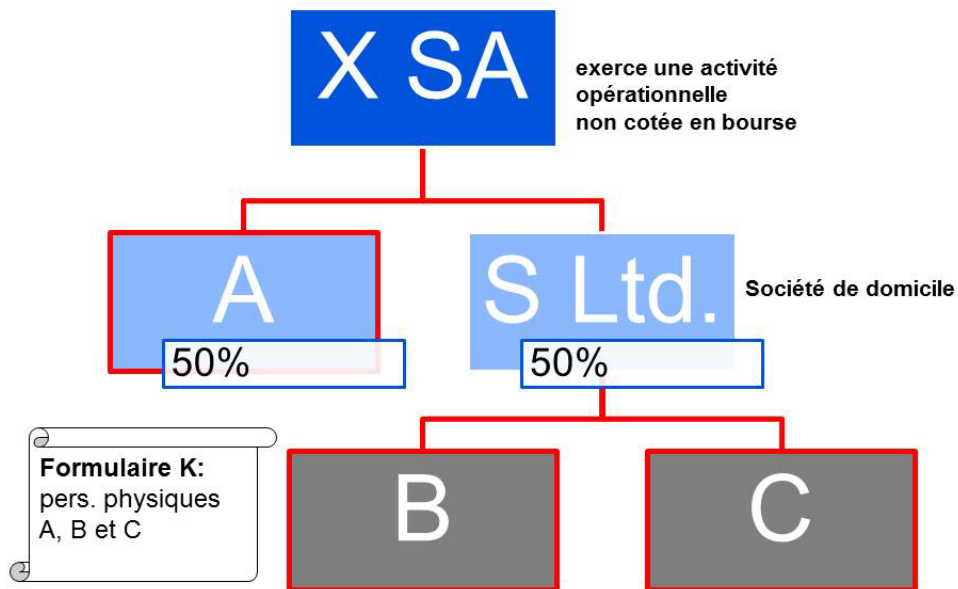 X SA
exerce une activité
opérationnelle
non cotée en bourse
A
50%
S Ltd.
50%
Société de domicile
Formulaire K:
pers. physiques
A, B et C
B
C